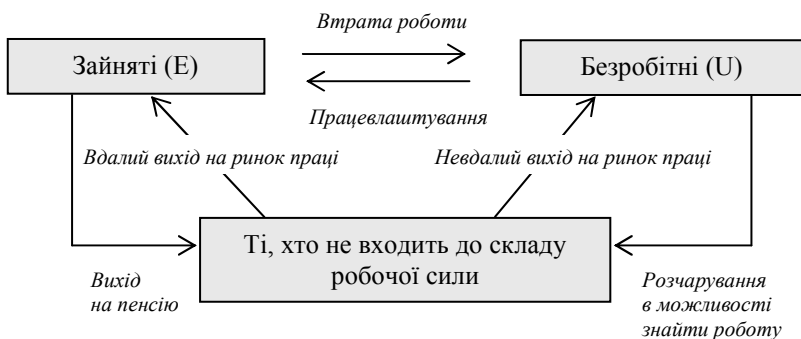 Втрата роботи
Зайняті (E)
Безробітні (U)
Працевлаштування
Вдалий вихід на ринок праці
Невдалий вихід на ринок праці
Ті, хто не входить до складу
робочої сили
Вихід
на пенсію
Розчарування
в можливості
знайти роботу